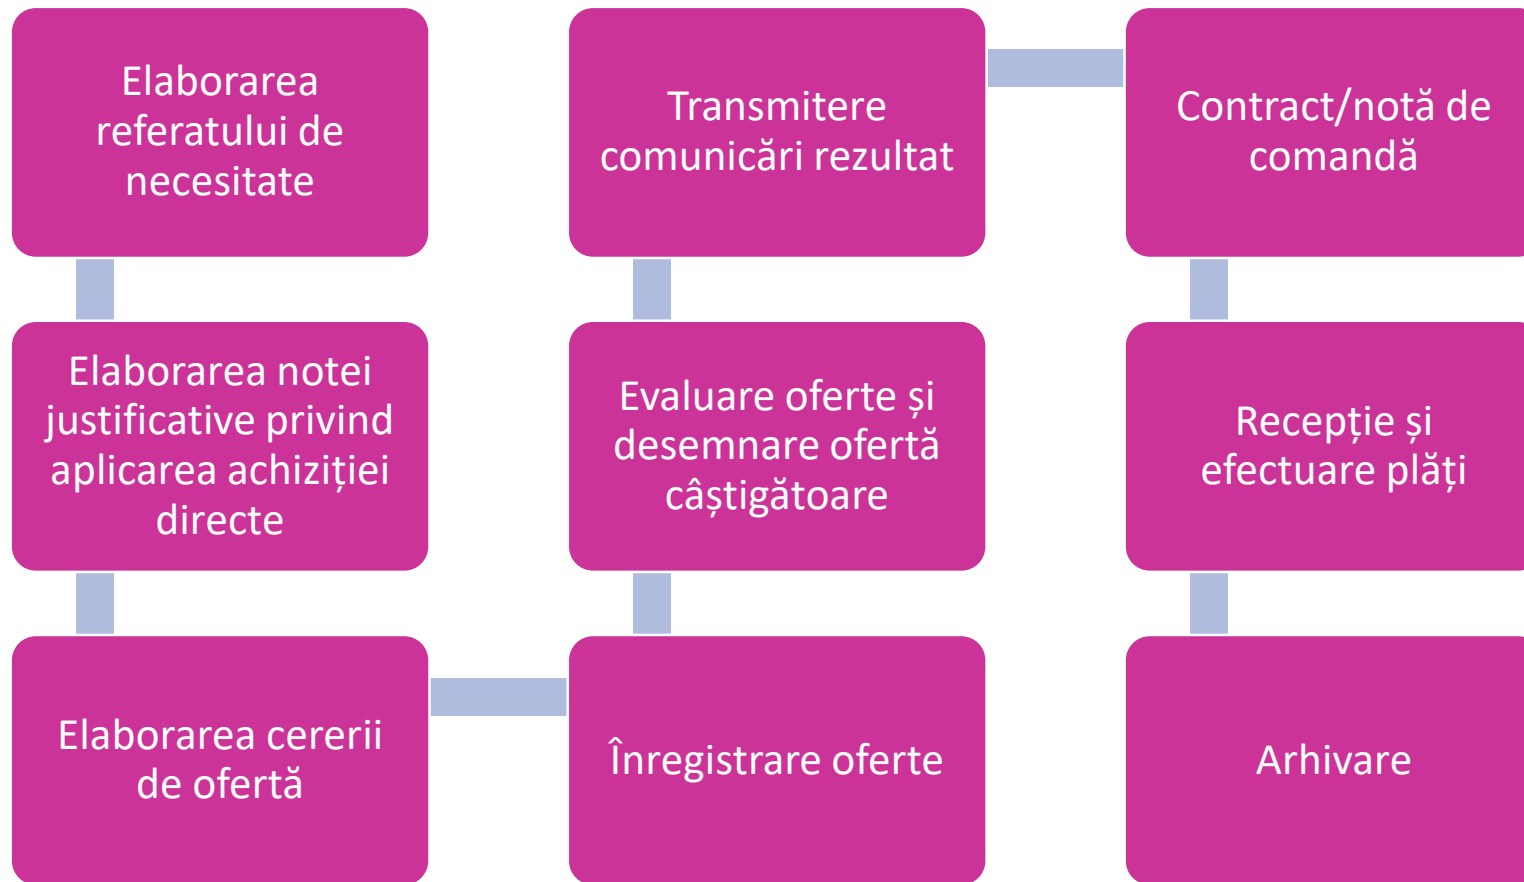 Elaborarea
referatului de
necesitate
Elaborarea notei
justificative privind
aplicarea achiziției
directe
Elaborarea cererii
de ofertă
Înregistrare oferte
Evaluare oferte și
desemnare ofertă
câștigătoare
Transmitere
comunicări rezultat
Contract/notă de
comandă
Recepție și
efectuare plăți
Arhivare